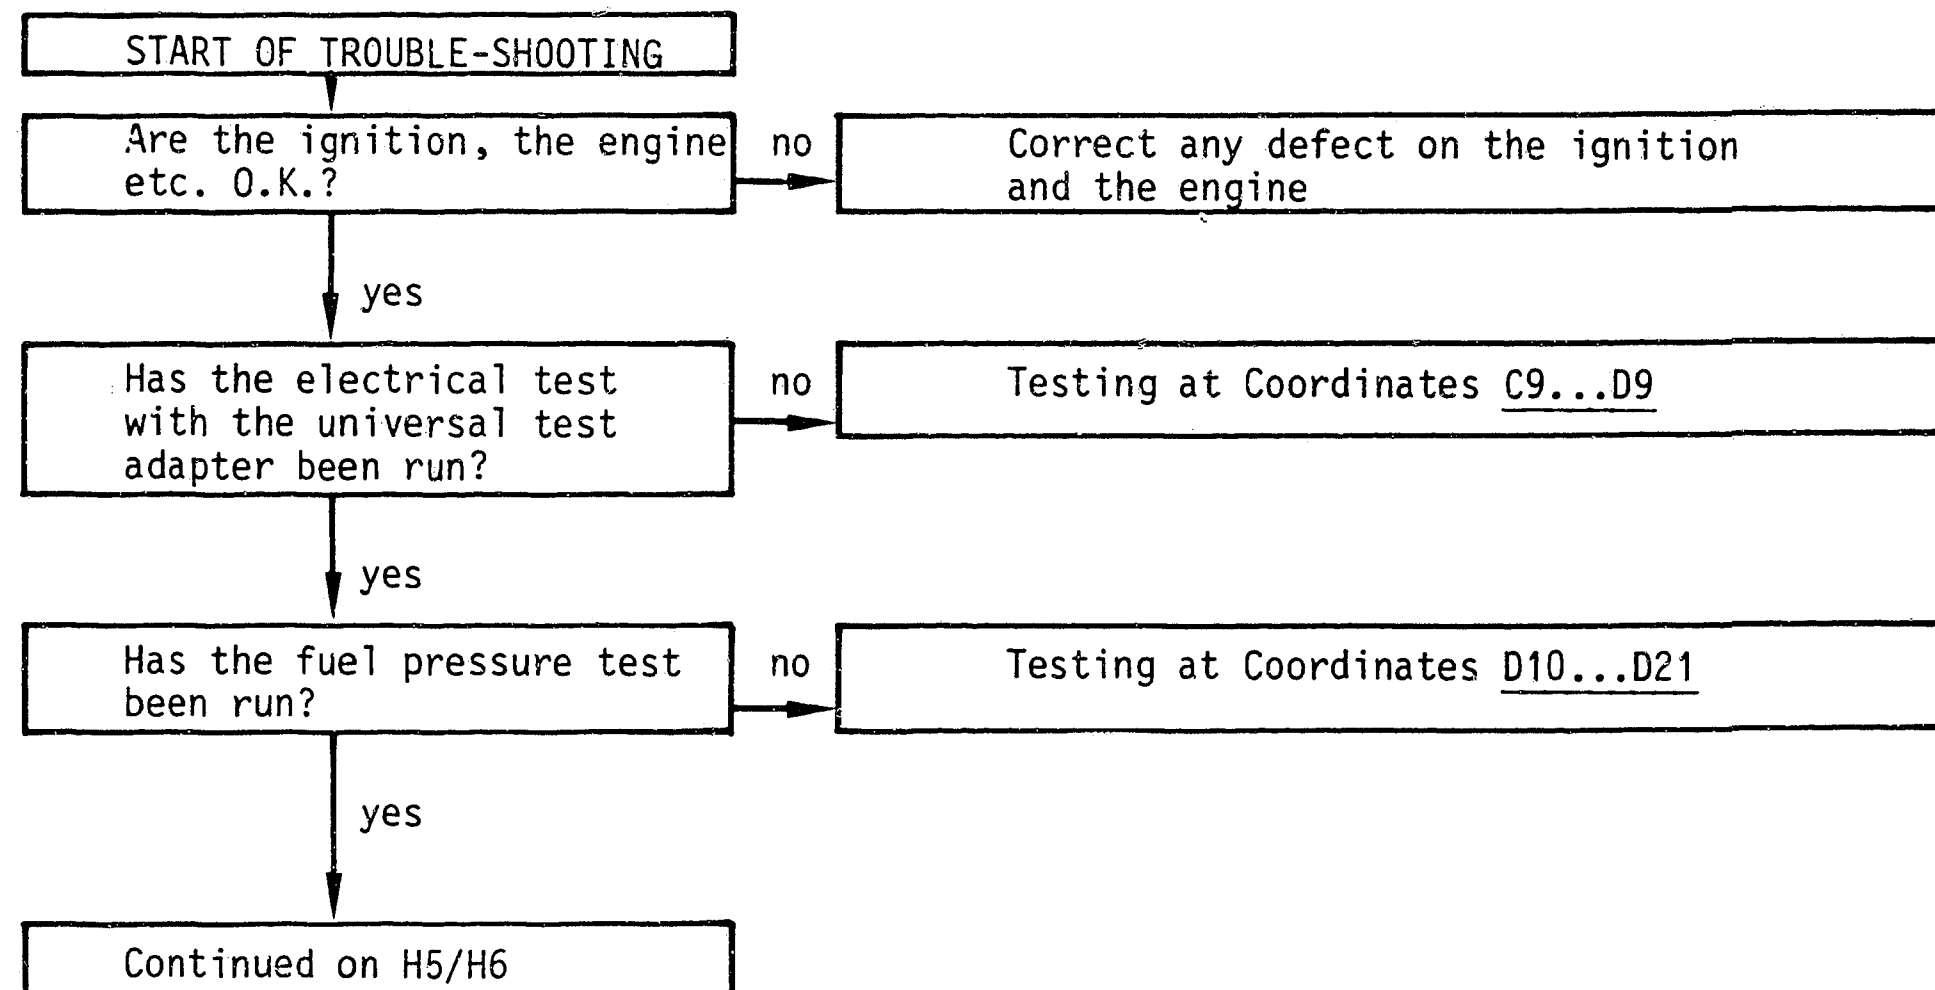 START OF TROUBLE-SHOOTING
Are the ignition, the engine
etc. O.K.?
no
Correct any defect on the ignition
and the engine
yes
Has the electrical test
with the universal test
adapter been run?
no
Testing at Coordinates C9...D9
yes
Has the fuel pressure test
been run?
no
Testing at Coordinates D10...D21
yes
Continued on H5/H6